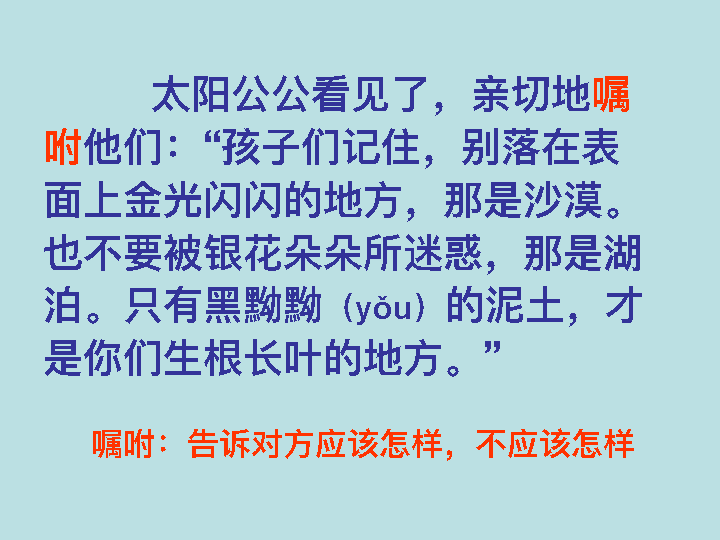 太阳公公看见了，亲切地嘱
咐他们：“孩子们记住，别落在表
面上金光闪闪的地方，那是沙漠。
也不要被银花朵朵所迷惑，那是湖
泊。只有黑黝黝（yǒu）的泥土，才
是你们生根长叶的地方。”
嘱咐：告诉对方应该怎样，不应该怎样